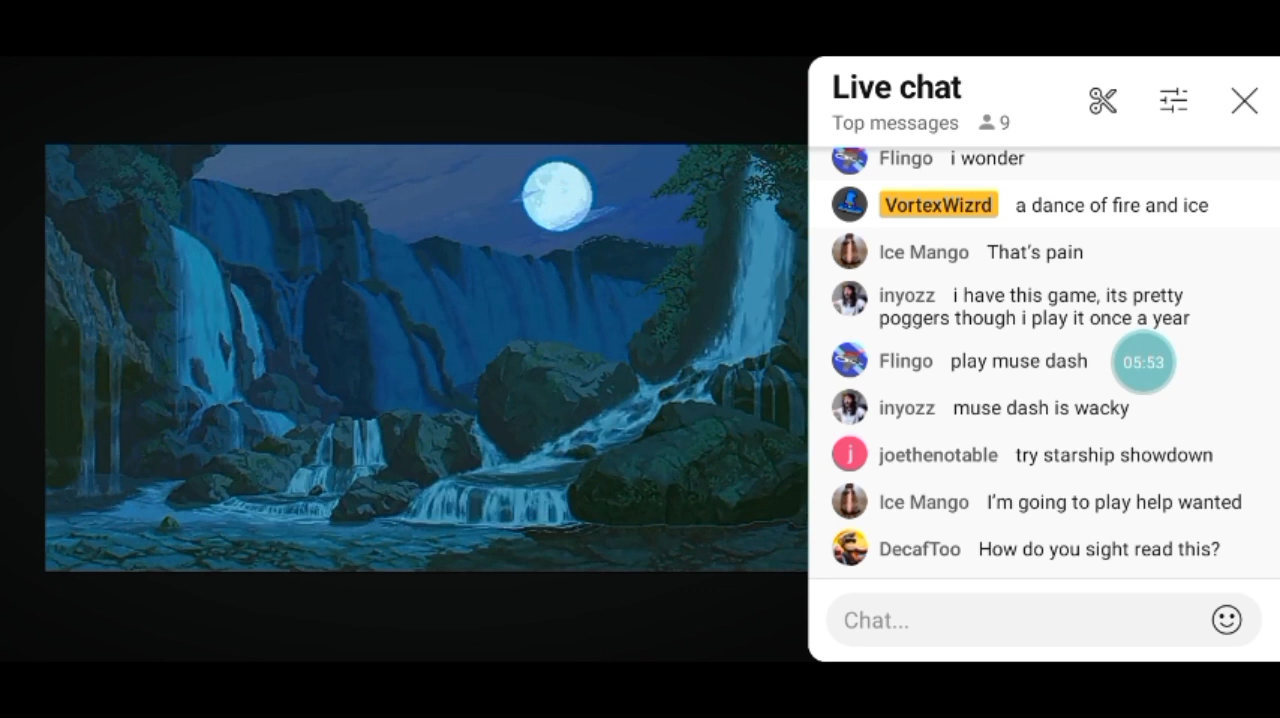 Live chat
Top messages 9
Flingo i wonder
VortexWizrd a dance of fire and ice
Ice Mango That's pain
inyozz i have this game, its pretty
poggers though i play it once a year
Flingo play muse dash
05:53
inyozz muse dash is wacky
j
joethenotable try starship showdown
Ice Mango I'm going to play help wanted
DecafToo How do you sight read this?
Chat...